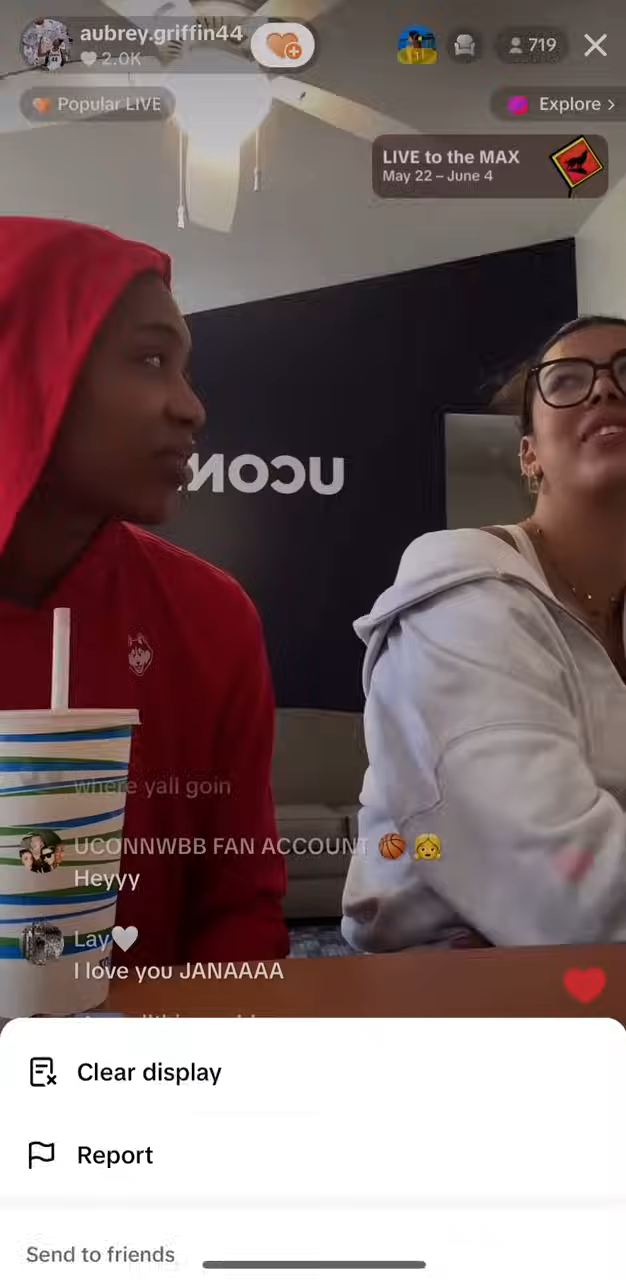 aubrey.griffin44
2.0K
719
Popular LIVE
Explore >
LIVE to the MAX
May 22 – June 4
UCON
where yall goin
UCONNWBB FAN ACCOUNT 🏀 👧
Heyyy
Lay🤍
I love you JANAAAA
Clear display
Report
Send to friends